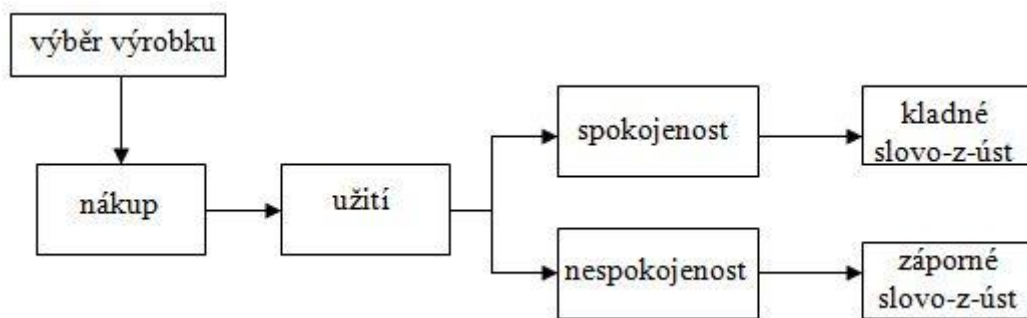 výběr výrobku
nákup
užití
spokojenost
kladné
slovo-z-úst
nespokojenost
záporné
slovo-z-úst